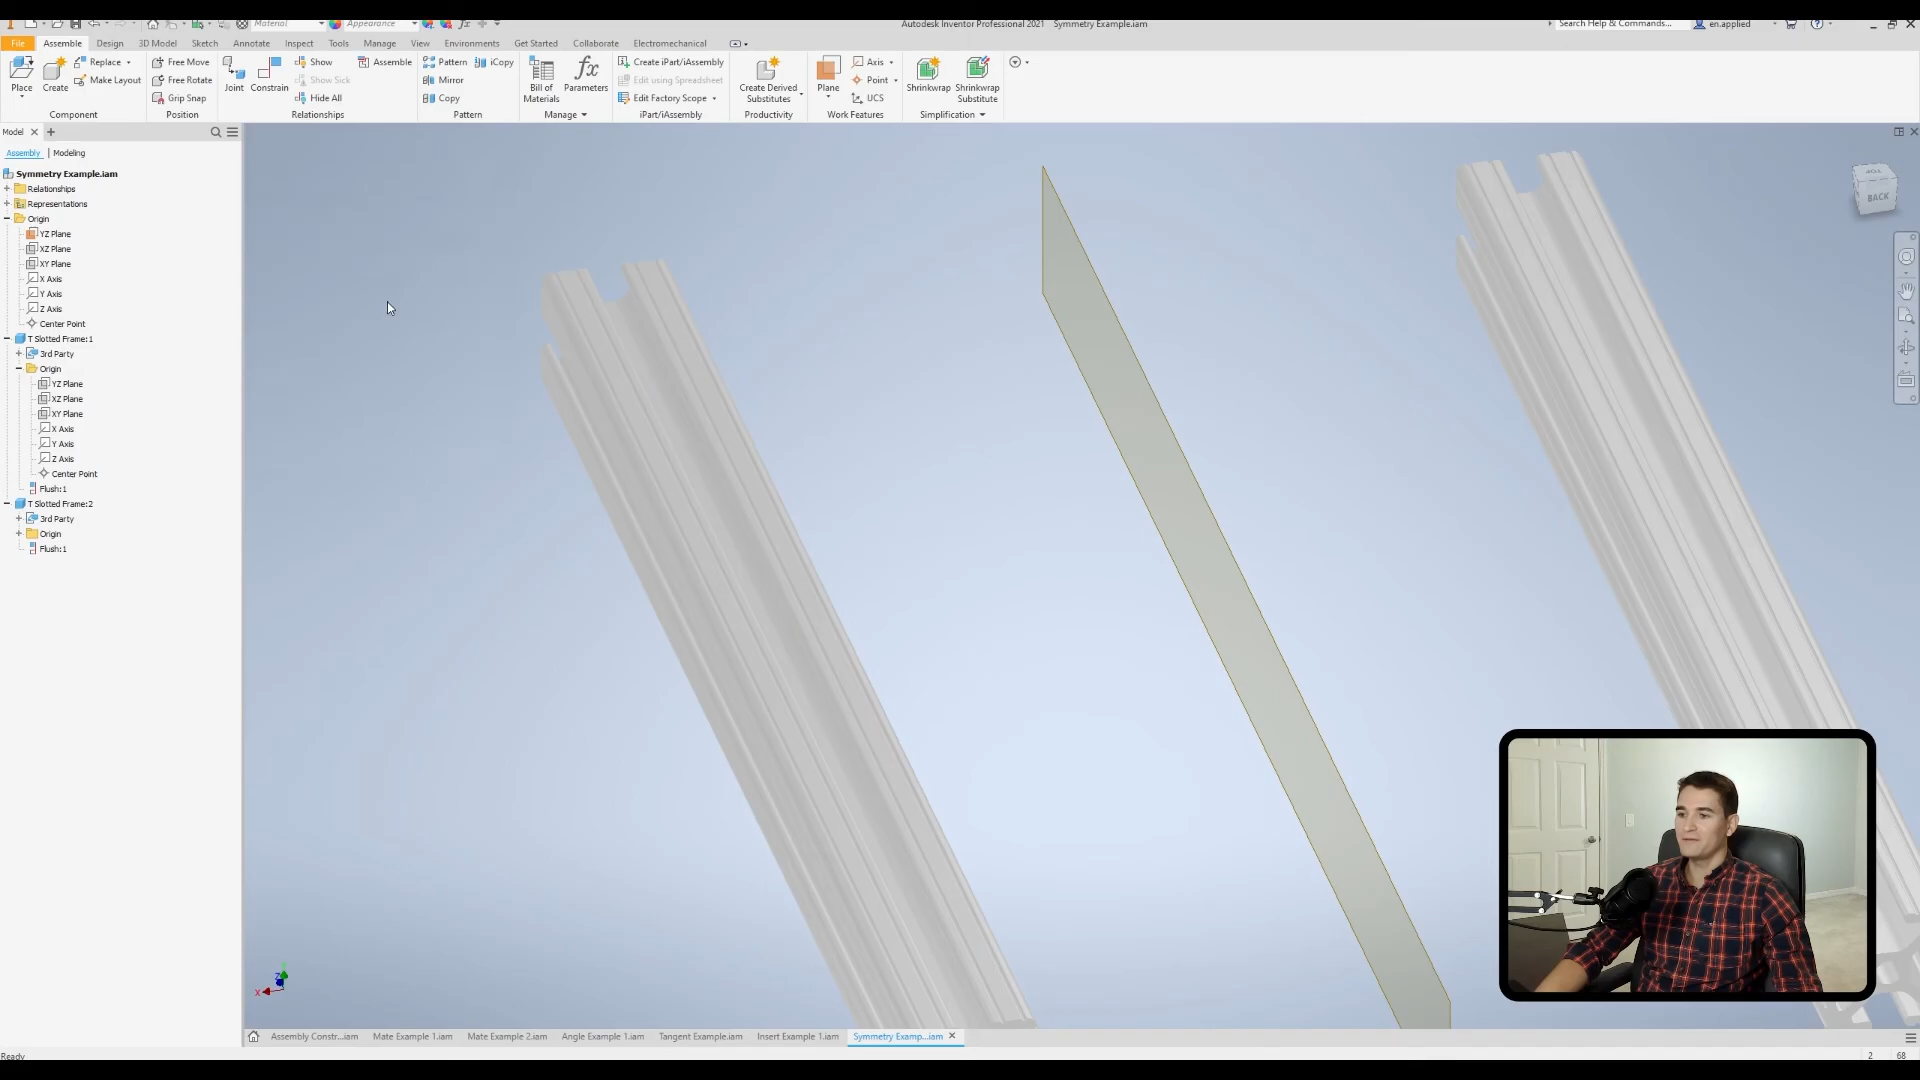 Material
Appearance
Autodesk Inventor Professional 2021 Symmetry Example.iam
Search Help & Commands...
en.applied
File Assemble Design 3D Model Sketch Annotate Inspect Tools Manage View Environments Get Started Collaborate Electromechanical
Place
Create
Replace
Make Layout
Component
Free Move
Free Rotate
Grip Snap
Position
Joint
Constrain
Show
Show Sick
Hide All
Relationships
Assemble
Pattern
Mirror
Copy
iCopy
Pattern
Bill of
Materials
Parameters
Manage
Create iPart/iAssembly
Edit using Spreadsheet
Edit Factory Scope
iPart/iAssembly
Create Derived
Substitutes
Productivity
Plane
Axis
Point
UCS
Work Features
Shrinkwrap
Shrinkwrap
Substitute
Simplification
Model
Assembly | Modeling
Symmetry Example.iam
Relationships
Representations
Origin
YZ Plane
XZ Plane
XY Plane
X Axis
Y Axis
Z Axis
Center Point
T Slotted Frame:1
3rd Party
Origin
YZ Plane
XZ Plane
XY Plane
X Axis
Y Axis
Z Axis
Center Point
Flush:1
T Slotted Frame:2
3rd Party
Origin
Flush:1
TOP
BACK
Z
X
Assembly Constr...iam Mate Example 1.iam Mate Example 2.iam Angle Example 1.iam Tangent Example.iam Insert Example 1.iam Symmetry Examp...iam
Ready
2 68